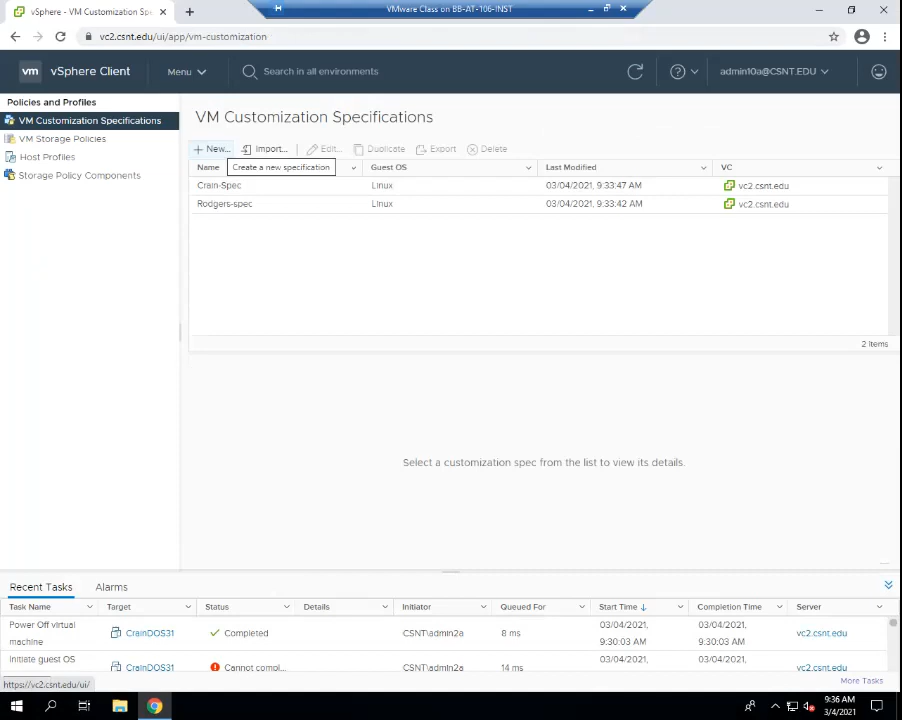 VMware Class on BB-AT-106-INST
vSphere - VM Customization Spe
vc2.csnt.edu/ui/app/vm-customization
vm vSphere Client Menu Search in all environments admin10a@CSNT.EDU
Policies and Profiles
VM Customization Specifications
VM Storage Policies
Host Profiles
Storage Policy Components
VM Customization Specifications
+ New... Import... | Edit... Duplicate Export Delete
Create a new specification
Name Guest OS Last Modified VC
Crain-Spec Linux 03/04/2021, 9:33:47 AM vc2.csnt.edu
Rodgers-spec Linux 03/04/2021, 9:33:42 AM vc2.csnt.edu
2 items
Select a customization spec from the list to view its details.
Recent Tasks Alarms
Task Name Target Status Details Initiator Queued For Start Time ↓ Completion Time Server
Power Off virtual machine CrainDOS31 Completed CSNT\admin2a 8 ms 03/04/2021, 9:30:03 AM 03/04/2021, 9:30:03 AM vc2.csnt.edu
Initiate guest OS CrainDOS31 Cannot compl... CSNT\admin2a 14 ms 03/04/2021, 03/04/2021, vc2.csnt.edu
https://vc2.csnt.edu/ui/
More Tasks
9:36 AM
3/4/2021